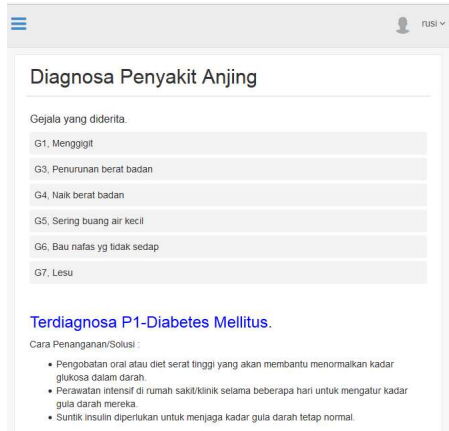 rusi
Diagnosa Penyakit Anjing
Gejala yang diderita.
G1, Menggigit
G3, Penurunan berat badan
G4, Naik berat badan
G5, Sering buang air kecil
G6, Bau nafas yg tidak sedap
G7, Lesu
Terdiagnosa P1-Diabetes Mellitus.
Cara Penanganan/Solusi :
Pengobatan oral atau diet serat tinggi yang akan membantu menormalkan kadar
glukosa dalam darah.
Perawatan intensif di rumah sakit/klinik selama beberapa hari untuk mengatur kadar
gula darah mereka.
Suntik insulin diperlukan untuk menjaga kadar gula darah tetap normal.